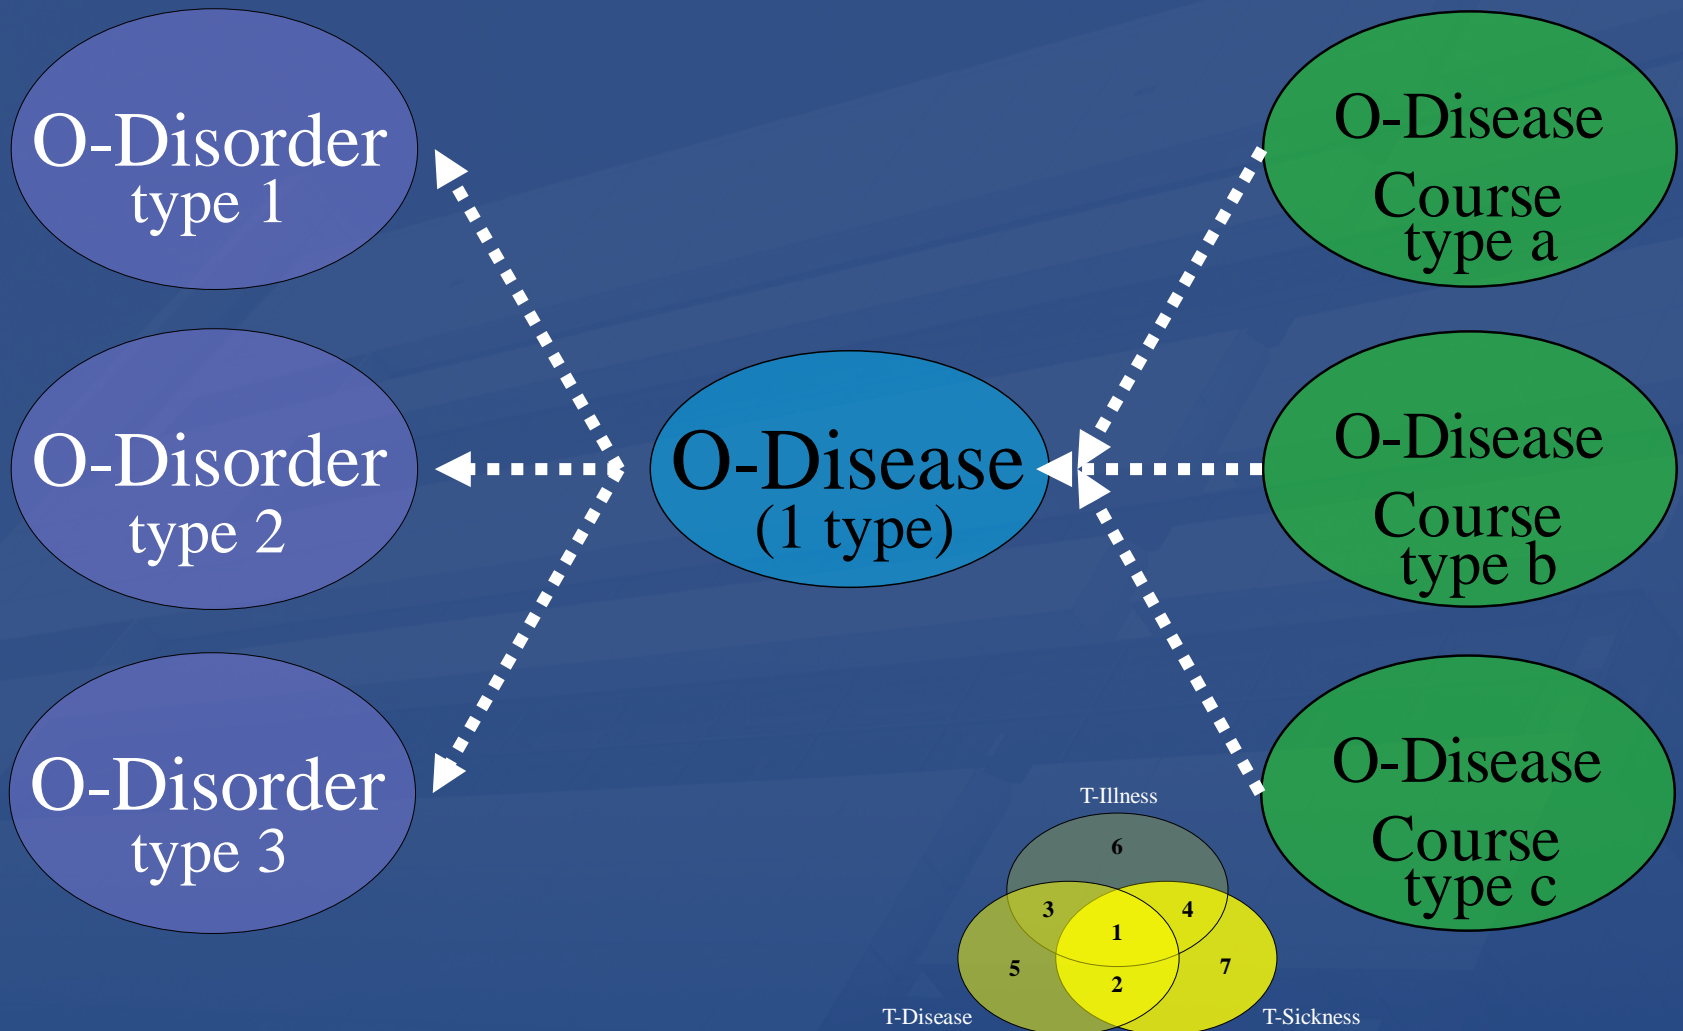 O-Disorder
type 1
O-Disorder
type 2
O-Disorder
type 3
O-Disease
(1 type)
O-Disease
Course
type a
O-Disease
Course
type b
O-Disease
Course
type c
T-Illness
6
3
4
1
5
7
2
T-Disease
T-Sickness